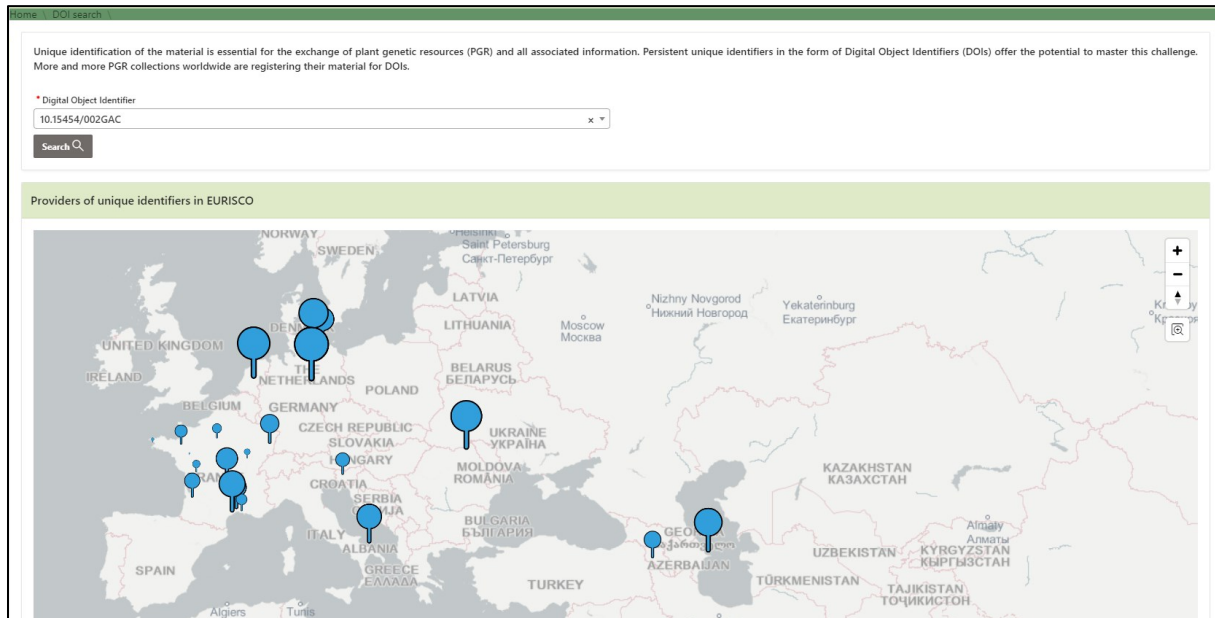 Home \ DOI search \
Unique identification of the material is essential for the exchange of plant genetic resources (PGR) and all associated information. Persistent unique identifiers in the form of Digital Object Identifiers (DOIs) offer the potential to master this challenge.
More and more PGR collections worldwide are registering their material for DOIs.
* Digital Object Identifier
10.15454/002GAC
Search
Providers of unique identifiers in EURISCO
NORWAY
SWEDEN
Helsinki
Saint Petersburg
Санкт-Петербург
LATVIA
LITHUANIA
Nizhny Novgorod
Нижний Новгород
Yekaterinburg
Екатеринбург
Moscow
Москва
UNITED KINGDOM
IRELAND
THE
NETHERLANDS
POLAND
BELARUS
БЕЛАРУСЬ
BELGIUM
GERMANY
CZECH REPUBLIC
SLOVAKIA
UKRAINE
УКРАЇНА
HUNGARY
MOLDOVA
ROMÂNIA
CROATIA
SERBIA
KAZAKHSTAN
КАЗАХСТАН
ITALY
ALBANIA
BULGARIA
БЪЛГАРИЯ
GREECE
ΕΛΛΑΔΑ
AZERBAIJAN
SPAIN
TURKEY
UZBEKISTAN
KYRGYZSTAN
КЫРГЫЗСТАН
Almaty
Алматы
TÜRKMENISTAN
TAJIKISTAN
ТОҶИКИСТОН
Algiers
Tunis